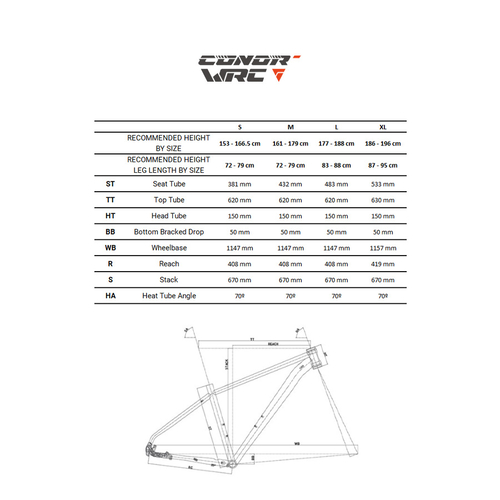 CONOR
WRC
S M L XL
RECOMMENDED HEIGHT BY SIZE 153 - 166.5 cm 161 - 179 cm 177 - 188 cm 186 - 196 cm
RECOMMENDED HEIGHT LEG LENGTH BY SIZE 72 - 79 cm 72 - 79 cm 83 - 88 cm 87 - 95 cm
ST Seat Tube 381 mm 432 mm 483 mm 533 mm
TT Top Tube 620 mm 620 mm 620 mm 630 mm
HT Head Tube 150 mm 150 mm 150 mm 150 mm
BB Bottom Bracked Drop 50 mm 50 mm 50 mm 50 mm
WB Wheelbase 1147 mm 1147 mm 1147 mm 1157 mm
R Reach 408 mm 408 mm 408 mm 419 mm
S Stack 670 mm 670 mm 670 mm 670 mm
HA Heat Tube Angle 70º 70º 70º 70º
REACH
STACK
WB
BB